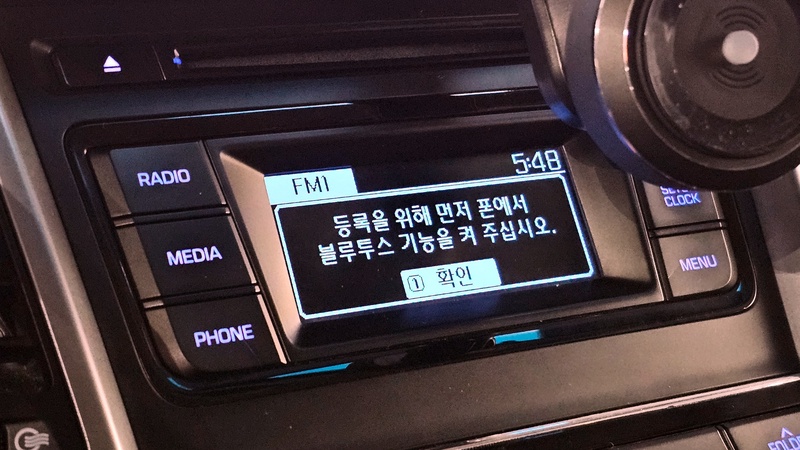 FM1
5:48
등록을 위해 먼저 폰에서
블루투스 기능을 켜 주십시오.
1 확인
RADIO
MEDIA
PHONE
CLOCK
MENU